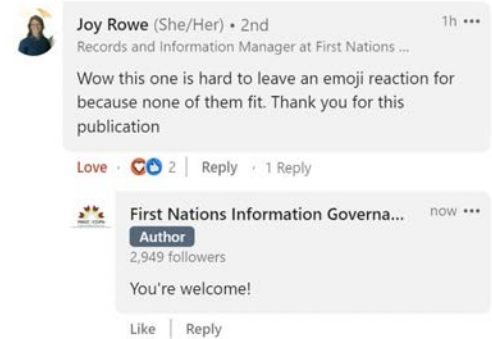 Joy Rowe (She/Her) • 2nd
1h •••
Records and Information Manager at First Nations ...
Wow this one is hard to leave an emoji reaction for
because none of them fit. Thank you for this
publication
Love · 2 | Reply · 1 Reply
First Nations Information Governa...
now •••
Author
2,949 followers
You're welcome!
Like | Reply